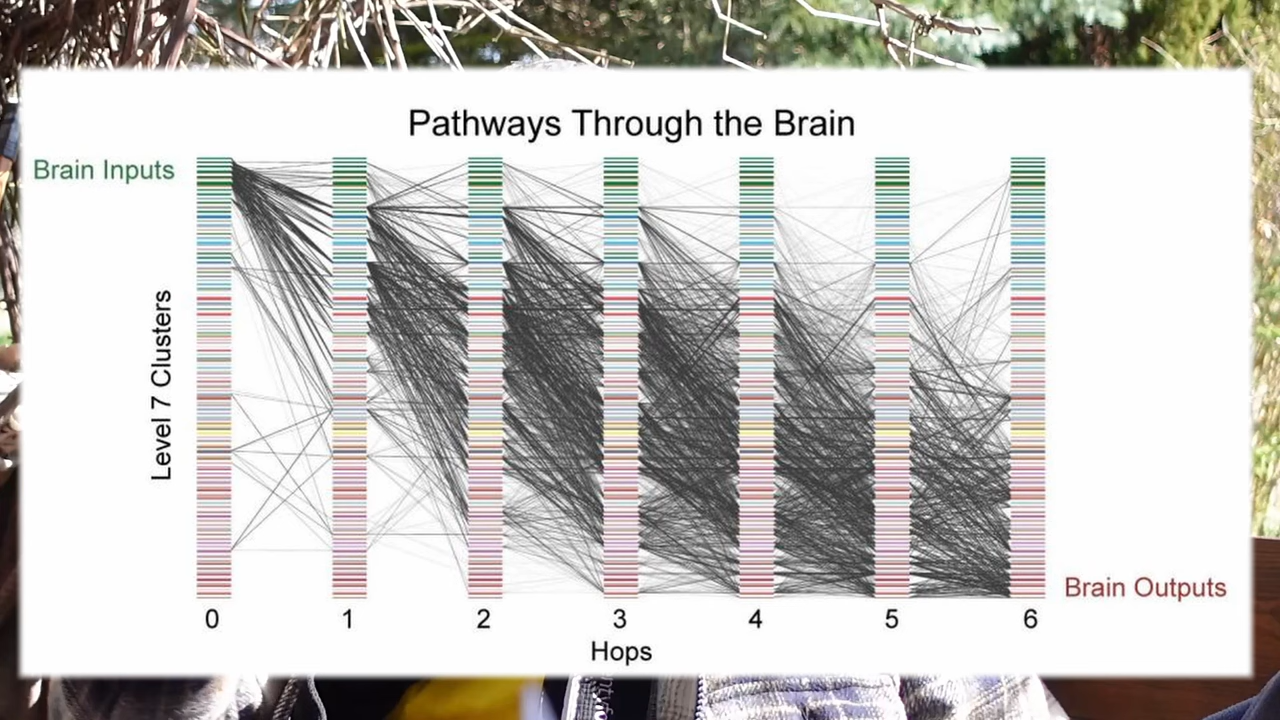 Pathways Through the Brain
Brain Inputs
Level 7 Clusters
Brain Outputs
0 1 2 3 4 5 6
Hops